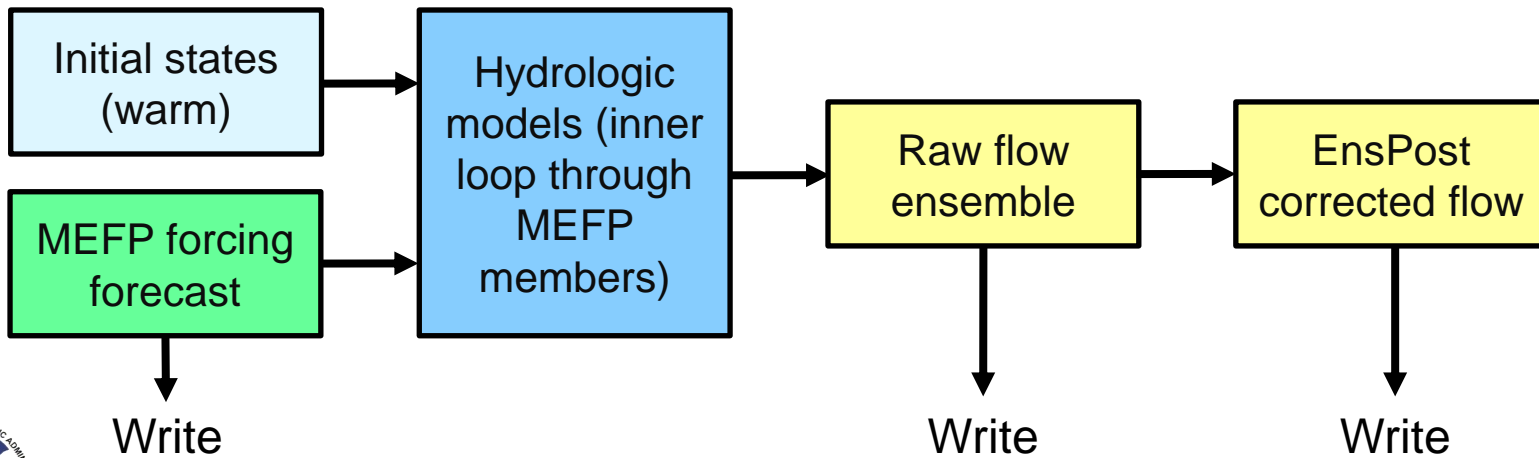 Initial states
(warm)
MEFP forcing
forecast
Hydrologic
models (inner
loop through
MEFP
members)
Raw flow
ensemble
EnsPost
corrected flow
Write
Write
Write